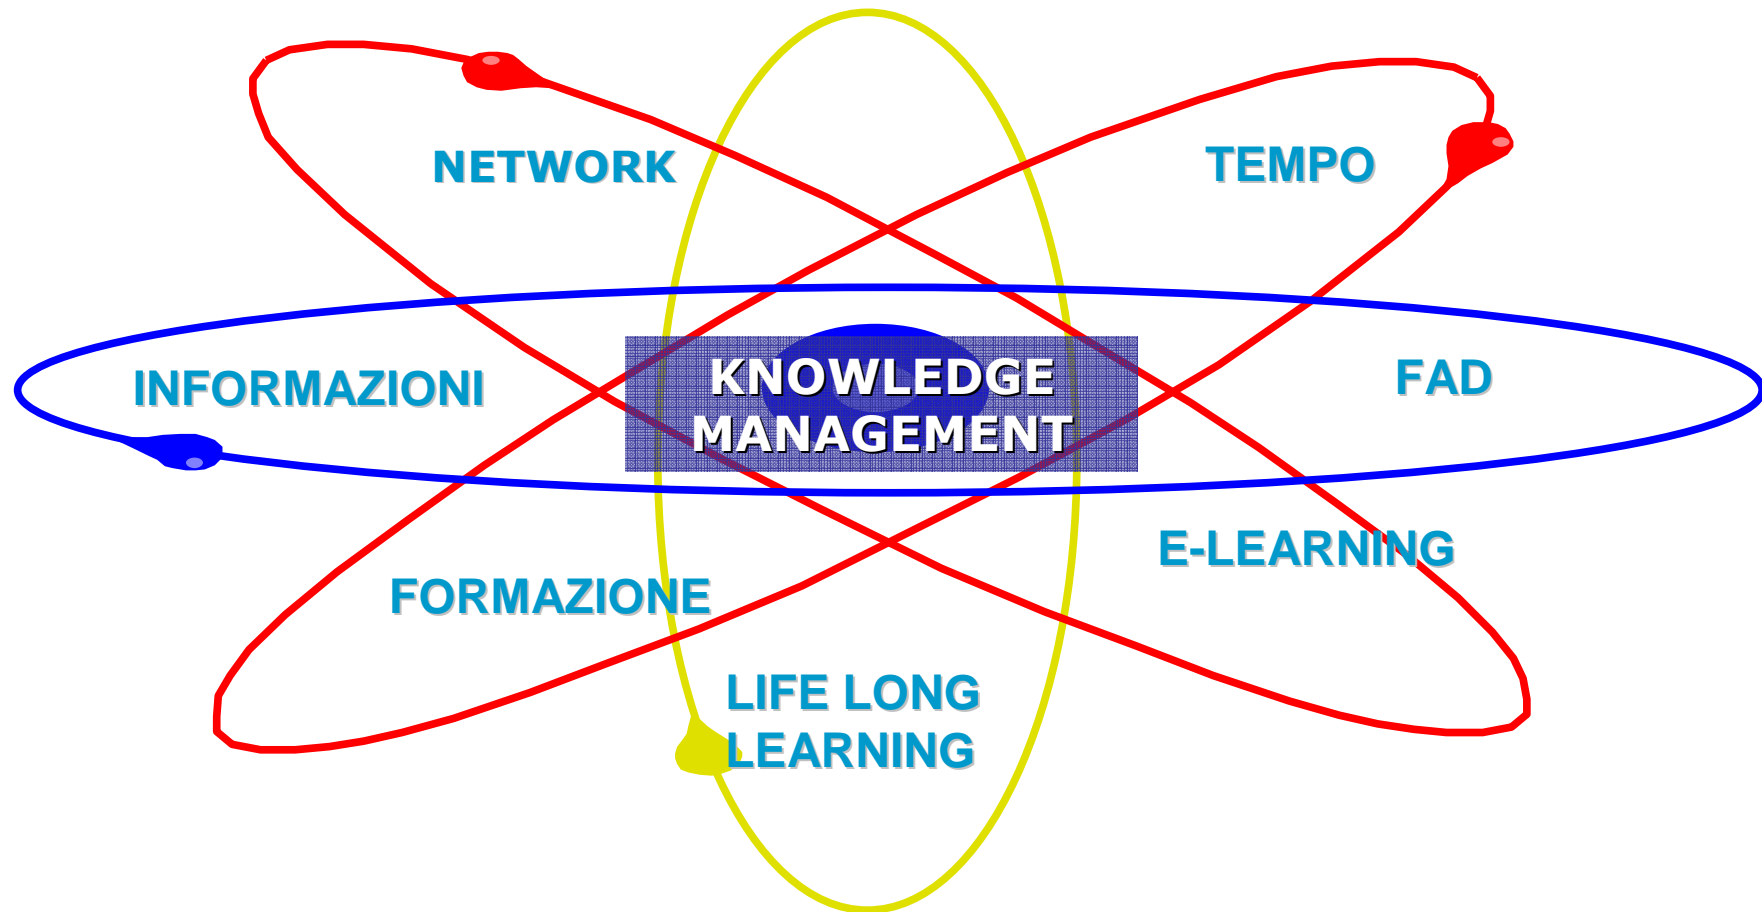 NETWORK
TEMPO
INFORMAZIONI
KNOWLEDGE
MANAGEMENT
FAD
E-LEARNING
FORMAZIONE
LIFE LONG
LEARNING